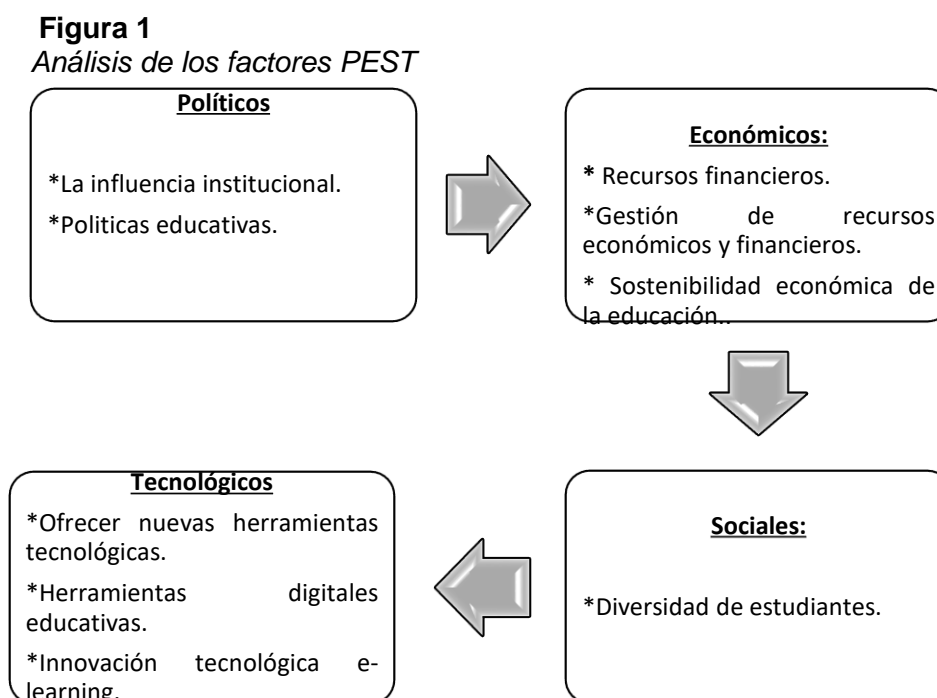 Figura 1
Análisis de los factores PEST
Políticos
*La influencia institucional.
*Politicas educativas.
Económicos:
* Recursos financieros.
*Gestión de recursos
económicos y financieros.
* Sostenibilidad económica de
la educación..
Tecnológicos
*Ofrecer nuevas herramientas
tecnológicas.
*Herramientas digitales
educativas.
*Innovación tecnológica e-
learning.
Sociales:
*Diversidad de estudiantes.